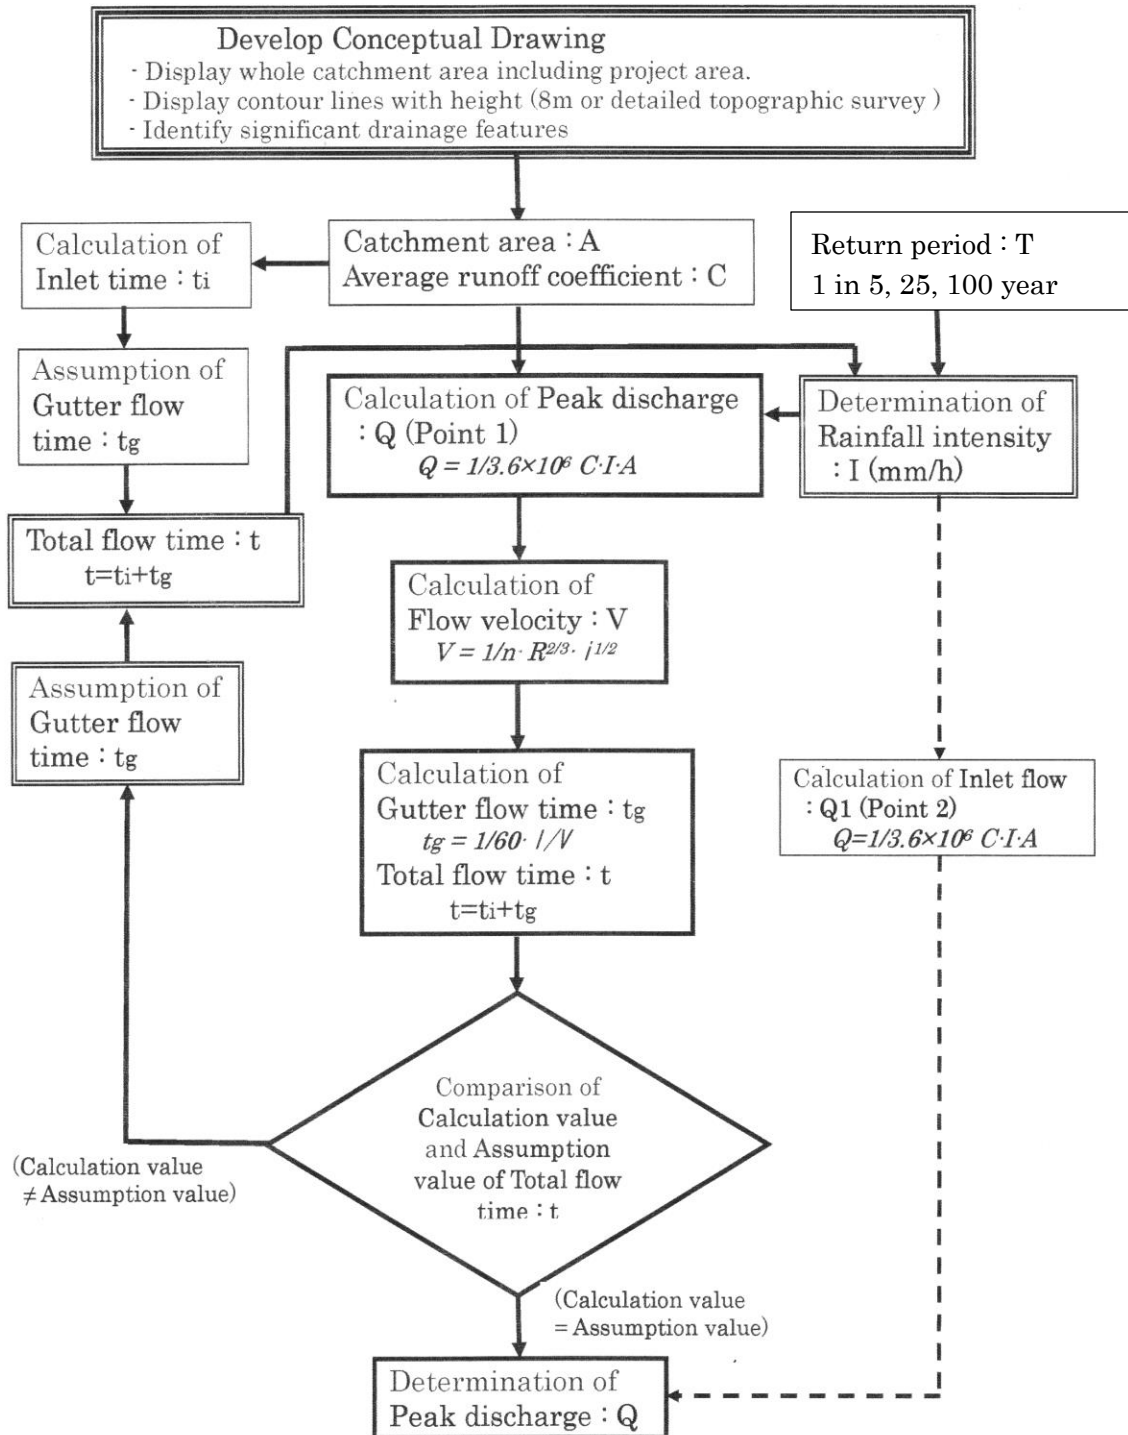 Develop Conceptual Drawing
- Display whole catchment area including project area.
- Display contour lines with height (8m or detailed topographic survey )
- Identify significant drainage features
Calculation of
Inlet time : ti
Catchment area : A
Average runoff coefficient : C
Return period : T
1 in 5, 25, 100 year
Assumption of
Gutter flow
time : tg
Calculation of Peak discharge
: Q (Point 1)
Q = 1/3.6×10⁶ C·I·A
Determination of
Rainfall intensity
: I (mm/h)
Total flow time : t
t=ti+tg
Calculation of
Flow velocity : V
V = 1/n· R^2/3· i^1/2
Assumption of
Gutter flow
time : tg
Calculation of
Gutter flow time : tg
tg = 1/60· l/V
Total flow time : t
t=ti+tg
Calculation of Inlet flow
: Q1 (Point 2)
Q=1/3.6×10⁶ C·I·A
Comparison of
Calculation value
and Assumption
value of Total flow
time : t
(Calculation value
≠ Assumption value)
(Calculation value
= Assumption value)
Determination of
Peak discharge : Q